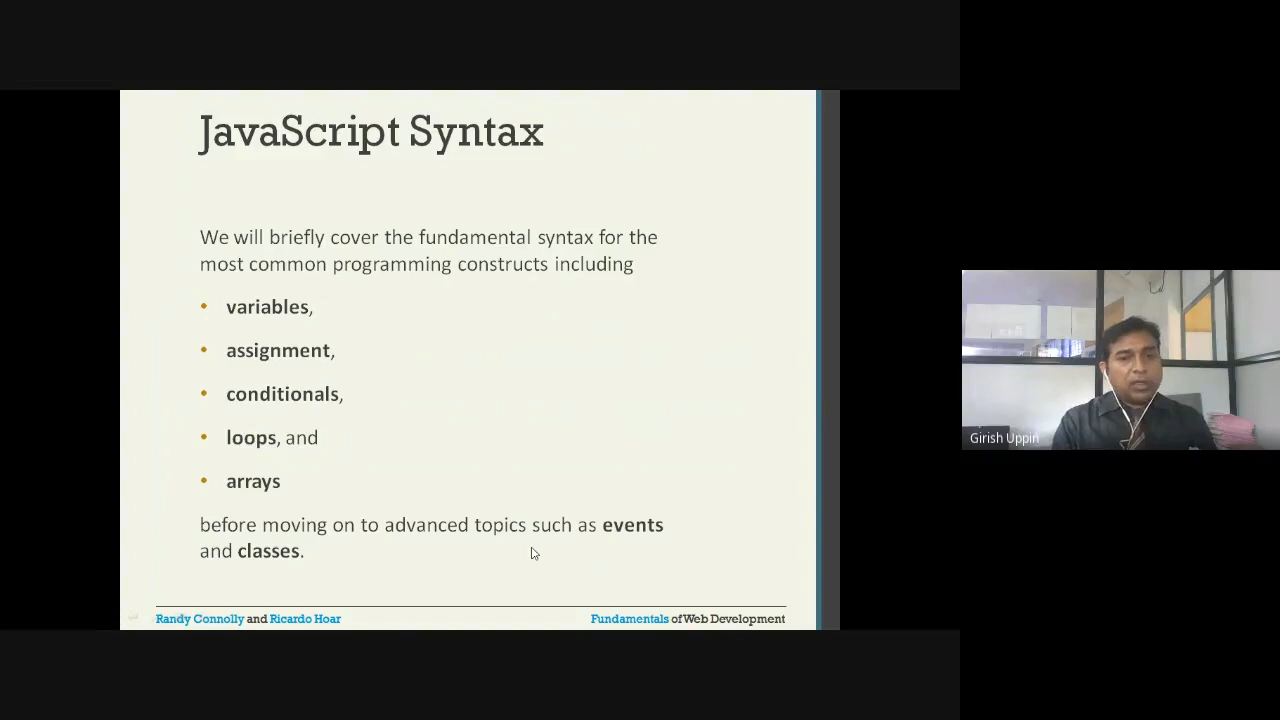 JavaScript Syntax
We will briefly cover the fundamental syntax for the
most common programming constructs including
• variables,
• assignment,
• conditionals,
• loops, and
• arrays
before moving on to advanced topics such as events
and classes.
Randy Connolly and Ricardo Hoar
Fundamentals of Web Development
Girish Uppin